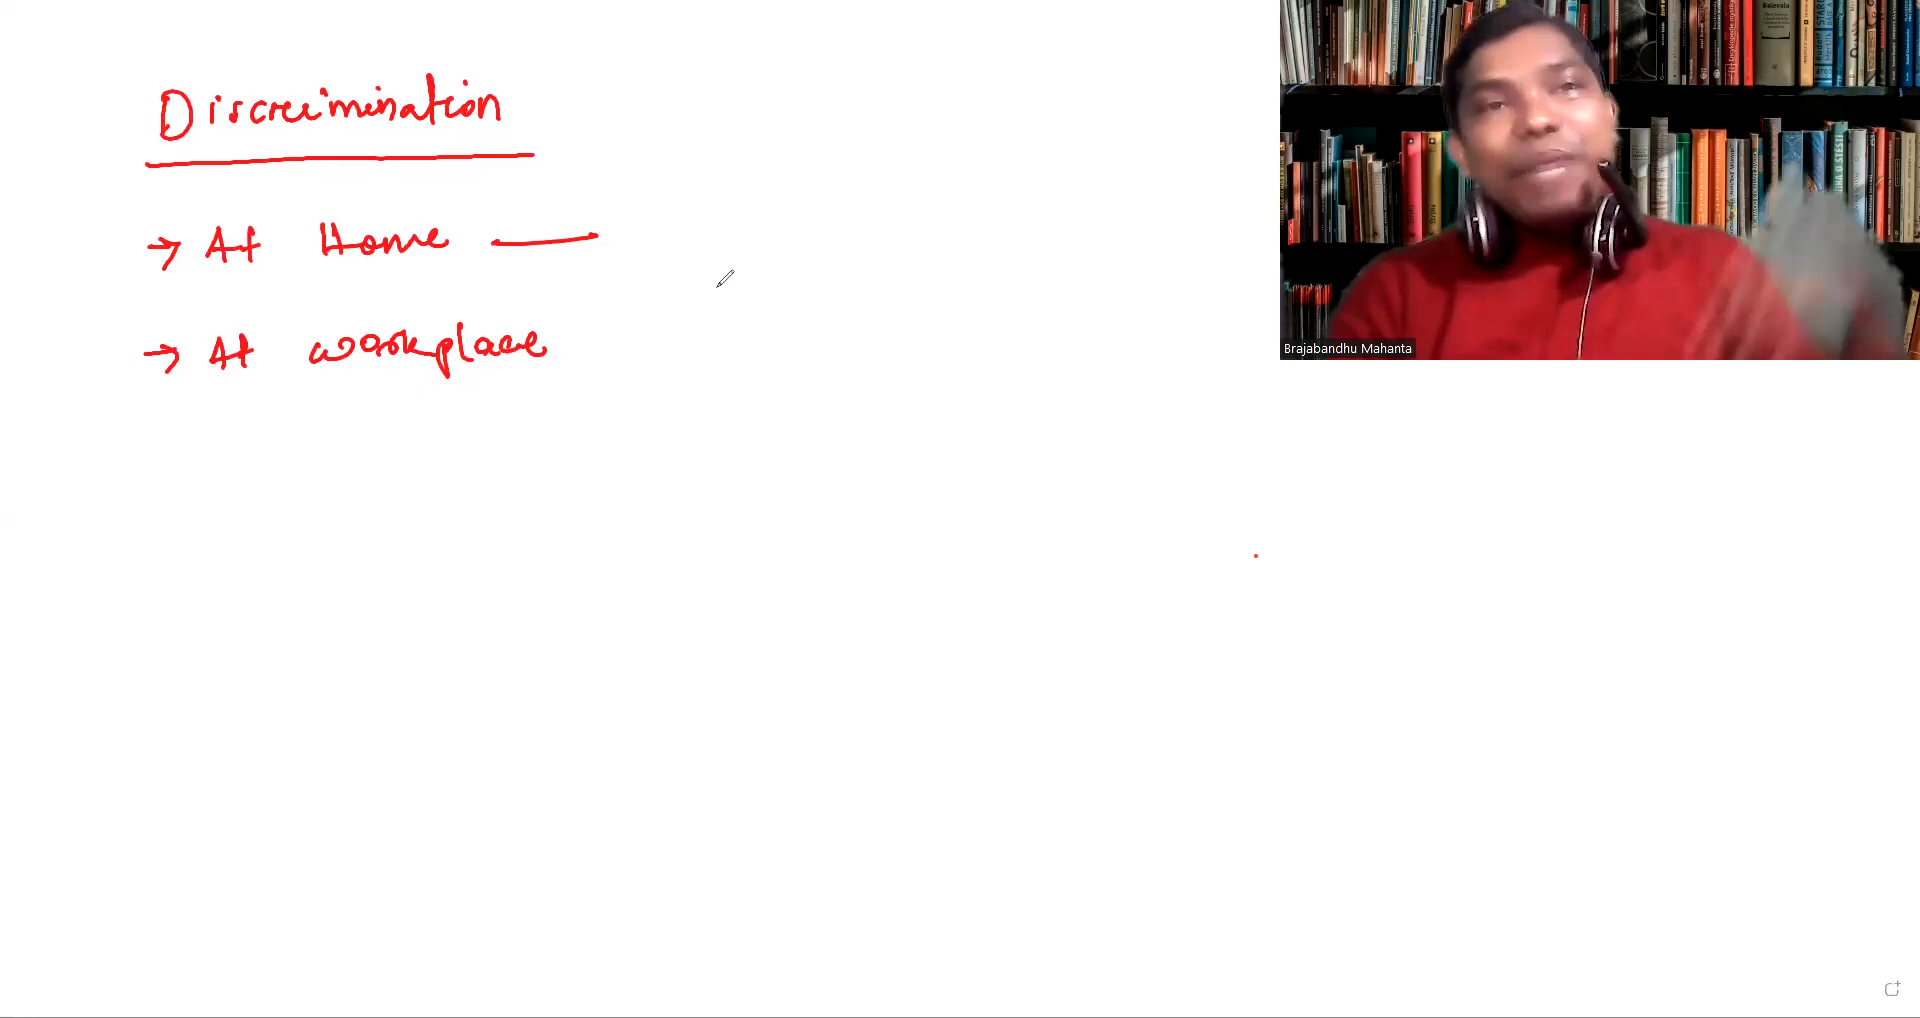 Discrimination
→ At Home —
→ At workplace
Brajabandhu Mahanta